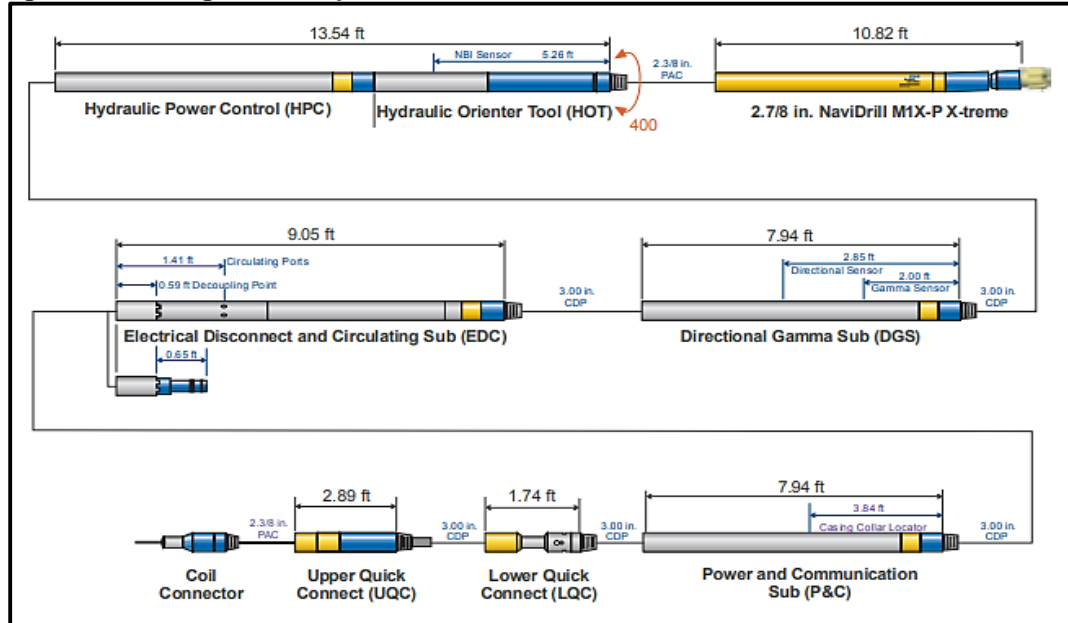 13.54 ft
10.82 ft
NBI Sensor 5.26 ft
2.3/8 in.
PAC
Hydraulic Power Control (HPC)
Hydraulic Orienter Tool (HOT)
400
2.7/8 in. NaviDrill M1X-P X-treme
9.05 ft
7.94 ft
1.41 ft
Circulating Ports
2.85 ft
Directional Sensor
0.59 ft Decoupling Point
2.00 ft
Gamma Sensor
3.00 in.
CDP
3.00 in.
CDP
Electrical Disconnect and Circulating Sub (EDC)
Directional Gamma Sub (DGS)
0.65 ft
2.89 ft
1.74 ft
7.94 ft
2.3/8 in.
PAC
3.00 in.
CDP
3.00 in.
CDP
3.84 ft
Casing Collar Locator
3.00 in.
CDP
Coil
Connector
Upper Quick
Connect (UQC)
Lower Quick
Connect (LQC)
Power and Communication
Sub (P&C)